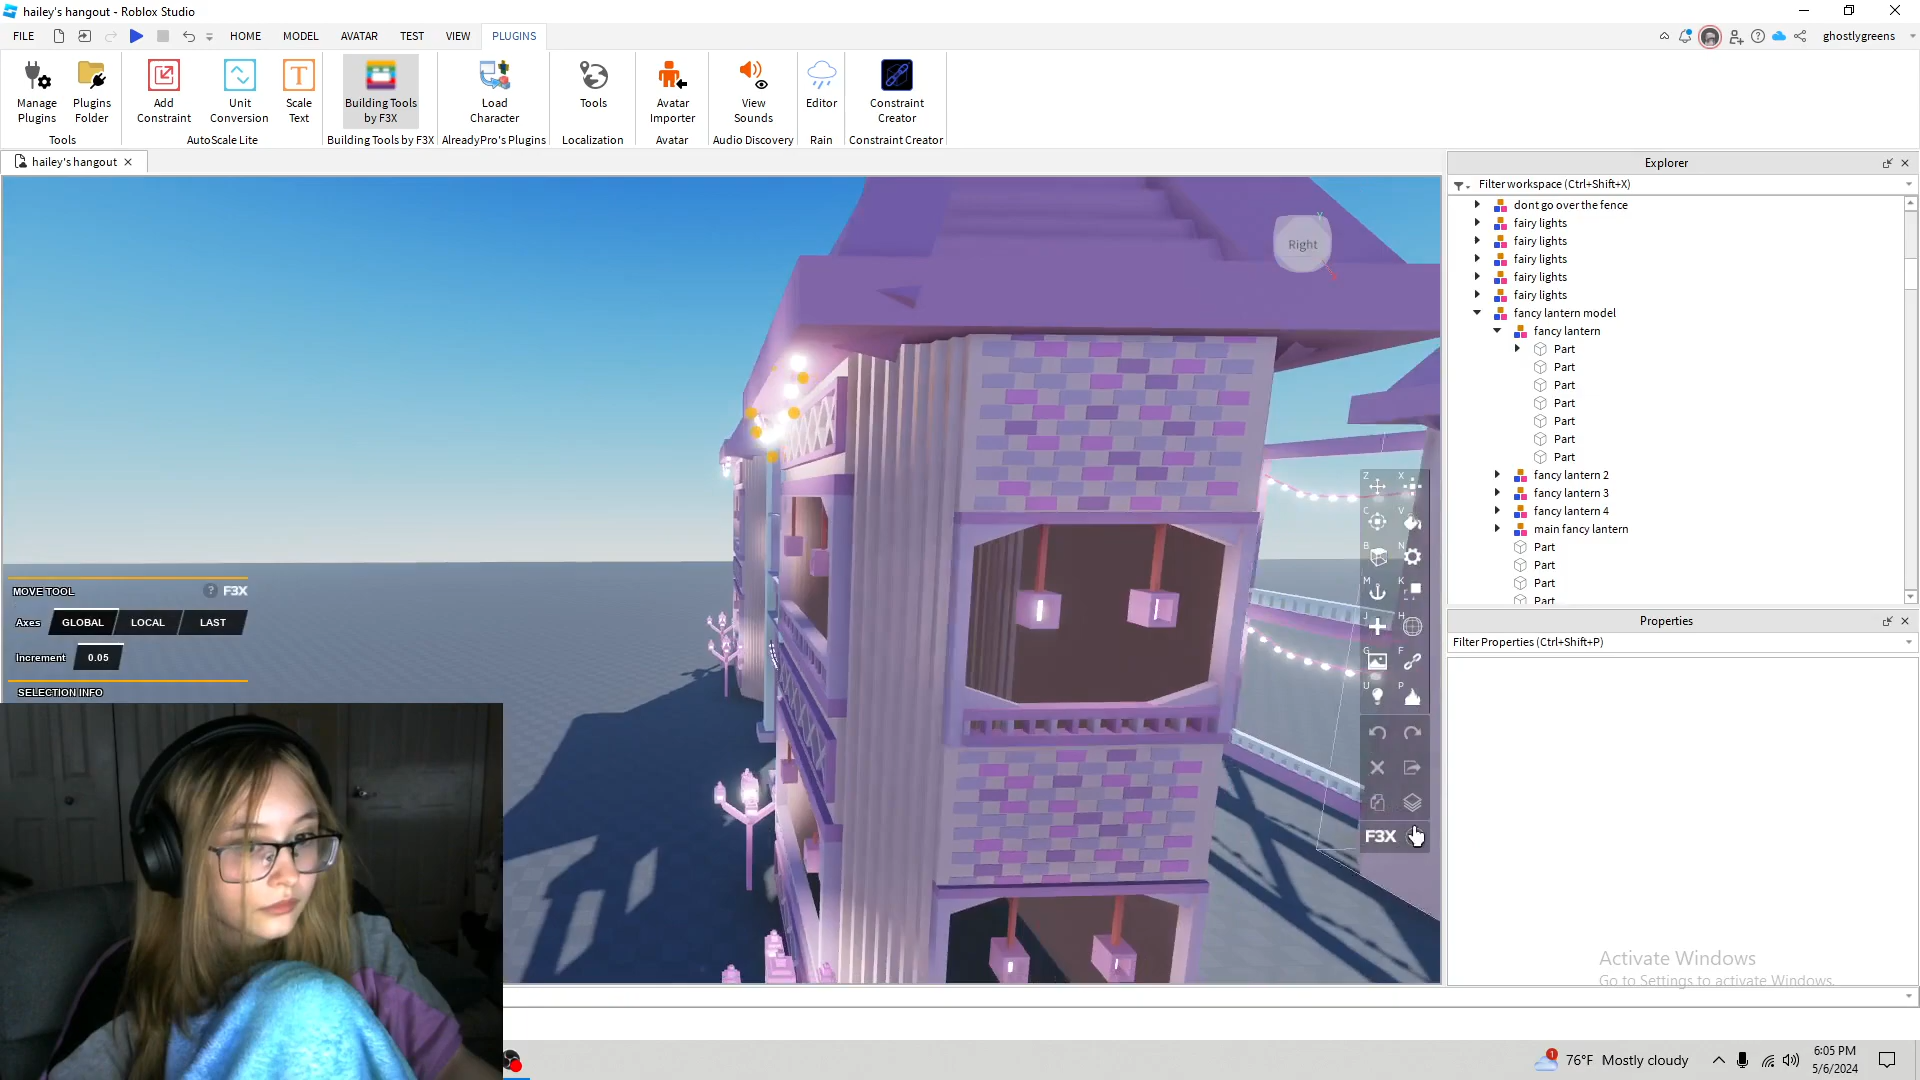 hailey's hangout - Roblox Studio
FILE HOME MODEL AVATAR TEST VIEW PLUGINS ghostlygreens
Manage Plugins
Plugins Folder
Tools
Add Constraint
Unit Conversion
Scale Text
AutoScale Lite
Building Tools by F3X
Building Tools by F3X
Load Character
AlreadyPro's Plugins
Tools
Localization
Avatar Importer
Avatar
View Sounds
Audio Discovery
Editor
Rain
Constraint Creator
Constraint Creator
hailey's hangout
Right
MOVE TOOL ? F3X
Axes GLOBAL LOCAL LAST
Increment 0.05
SELECTION INFO
Z X
C V
B N
M K
J H
G F
U P
F3X
Explorer
Filter workspace (Ctrl+Shift+X)
dont go over the fence
fairy lights
fairy lights
fairy lights
fairy lights
fairy lights
fancy lantern model
fancy lantern
Part
Part
Part
Part
Part
Part
Part
fancy lantern 2
fancy lantern 3
fancy lantern 4
main fancy lantern
Part
Part
Part
Part
Properties
Filter Properties (Ctrl+Shift+P)
Activate Windows
Go to Settings to activate Windows.
1 76°F Mostly cloudy
6:05 PM
5/6/2024